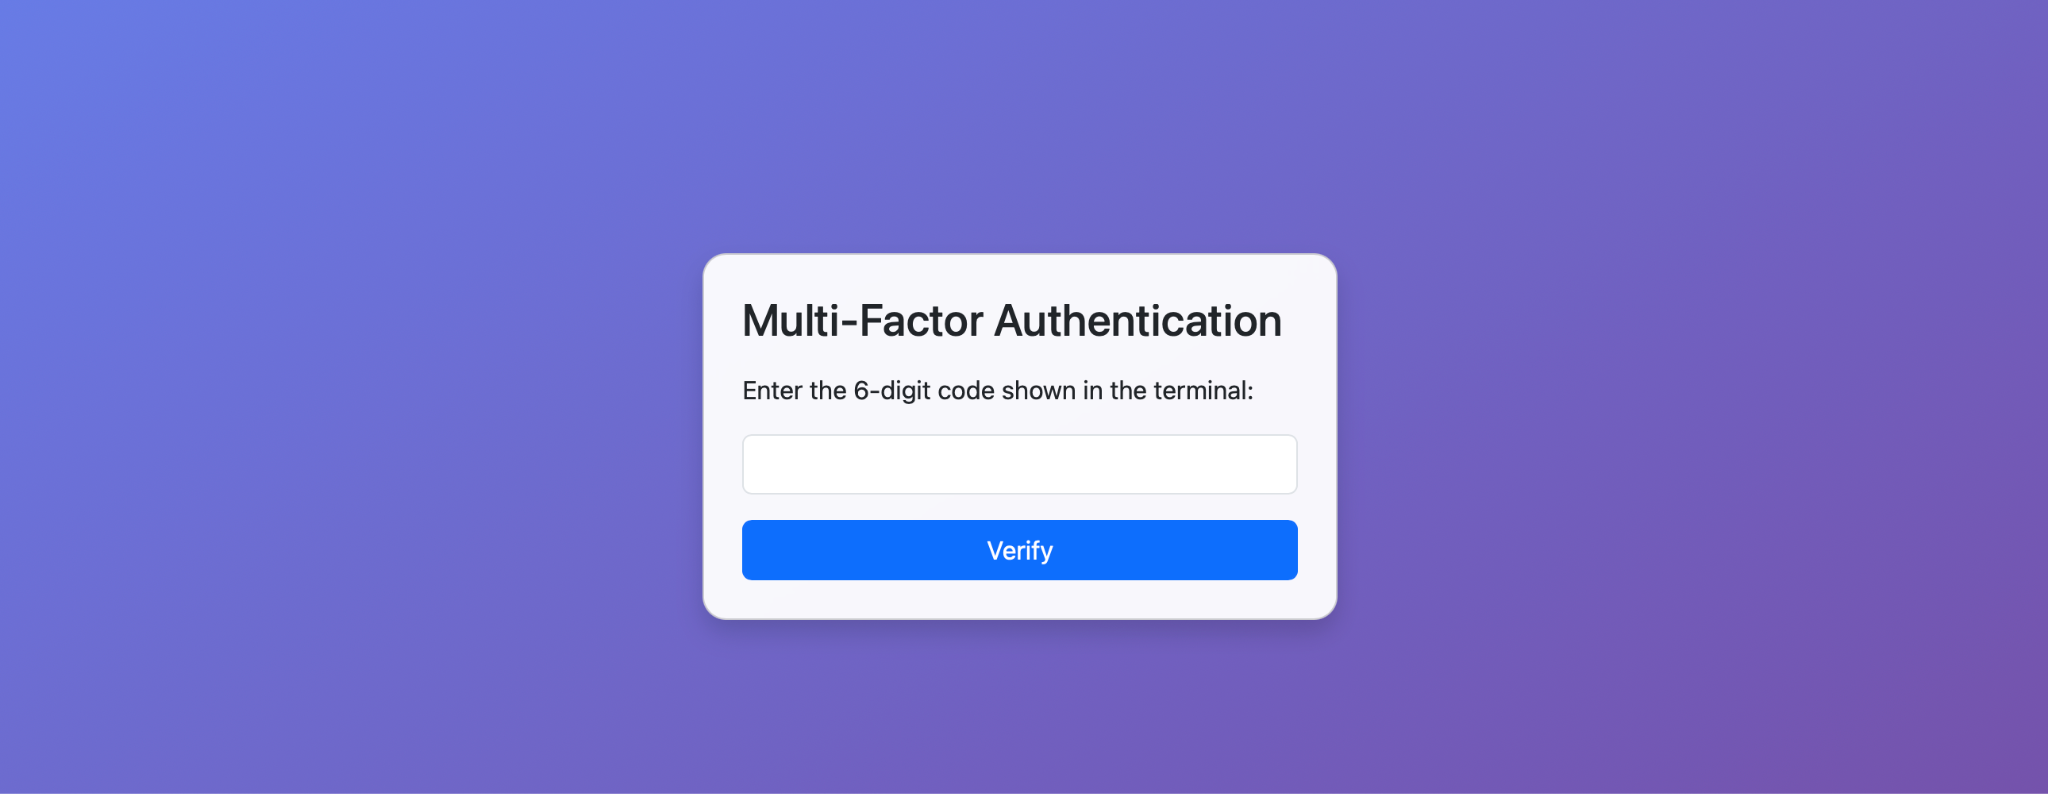 Multi-Factor Authentication
Enter the 6-digit code shown in the terminal:
Verify